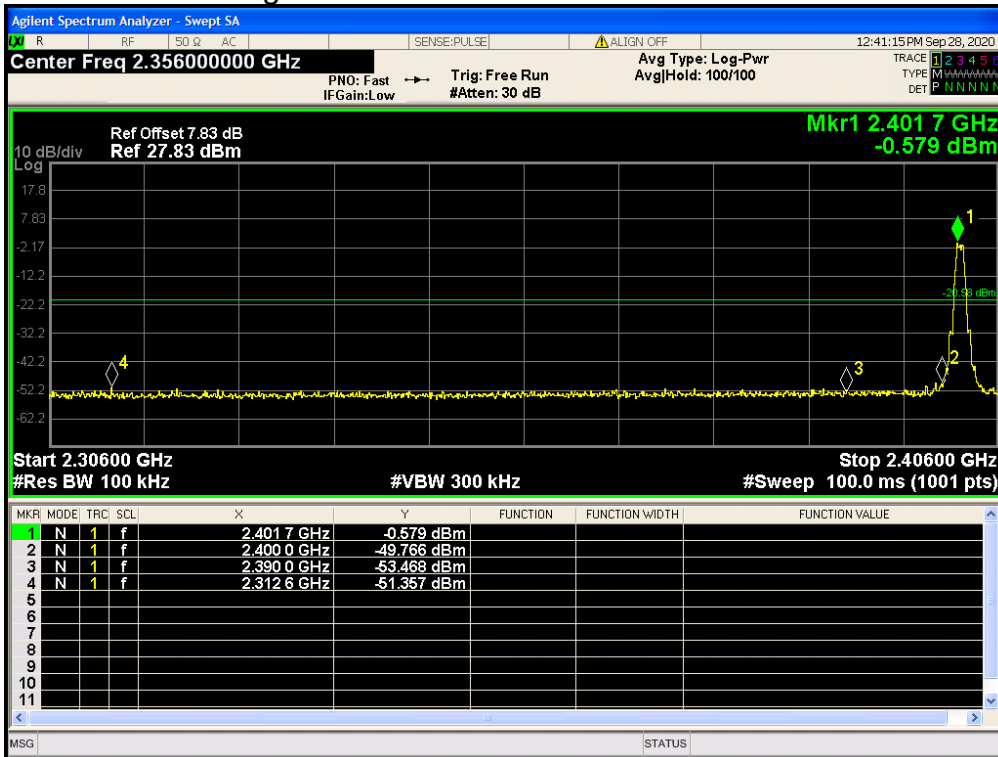 Agilent Spectrum Analyzer - Swept SA
LXI R RF 50 Ω AC SENSE:PULSE ALIGN OFF 12:41:15 PM Sep 28, 2020
Center Freq 2.356000000 GHz
PNO: Fast
IFGain:Low
Trig: Free Run
#Atten: 30 dB
Avg Type: Log-Pwr
Avg|Hold: 100/100
TRACE 1 2 3 4 5 6
TYPE M
DET P N N N N N
Mkr1 2.401 7 GHz
-0.579 dBm
Ref Offset 7.83 dB
10 dB/div Ref 27.83 dBm
Log
17.8
7.83
-2.17
-12.2
-22.2
-32.2
-42.2
-52.2
-62.2
1
-20.58 dBm
2
3
4
Start 2.30600 GHz Stop 2.40600 GHz
#Res BW 100 kHz #VBW 300 kHz #Sweep 100.0 ms (1001 pts)
MKR MODE TRC SCL X Y FUNCTION FUNCTION WIDTH FUNCTION VALUE
1 N 1 f 2.401 7 GHz -0.579 dBm
2 N 1 f 2.400 0 GHz -49.766 dBm
3 N 1 f 2.390 0 GHz -53.468 dBm
4 N 1 f 2.312 6 GHz -51.357 dBm
5
6
7
8
9
10
11
MSG STATUS